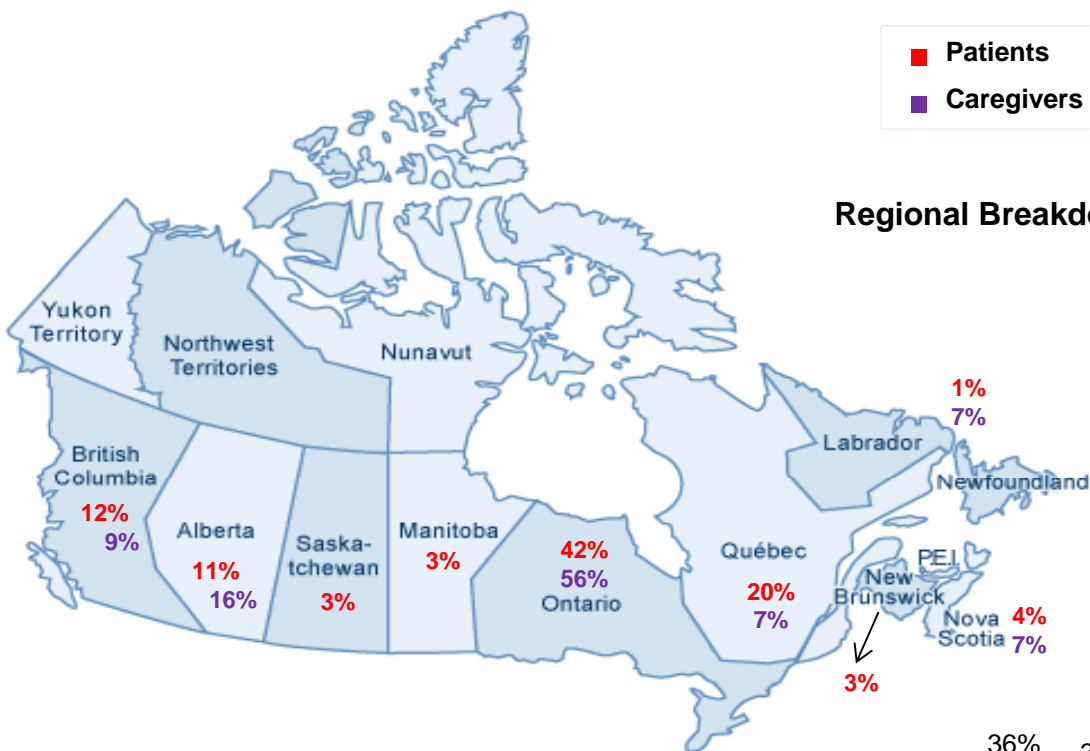 Patients
Caregivers
Regional
Yukon
Territory
Northwest
Territories
Nunavut
1%
7%
Labrador
Newfoundland
British
Columbia
12%
9%
Alberta
11%
16%
Saska-
tchewan
3%
Manitoba
3%
42%
56%
Ontario
Québec
20%
7%
P.E.I.
New
Brunswick
3%
Nova
Scotia
4%
7%
36%